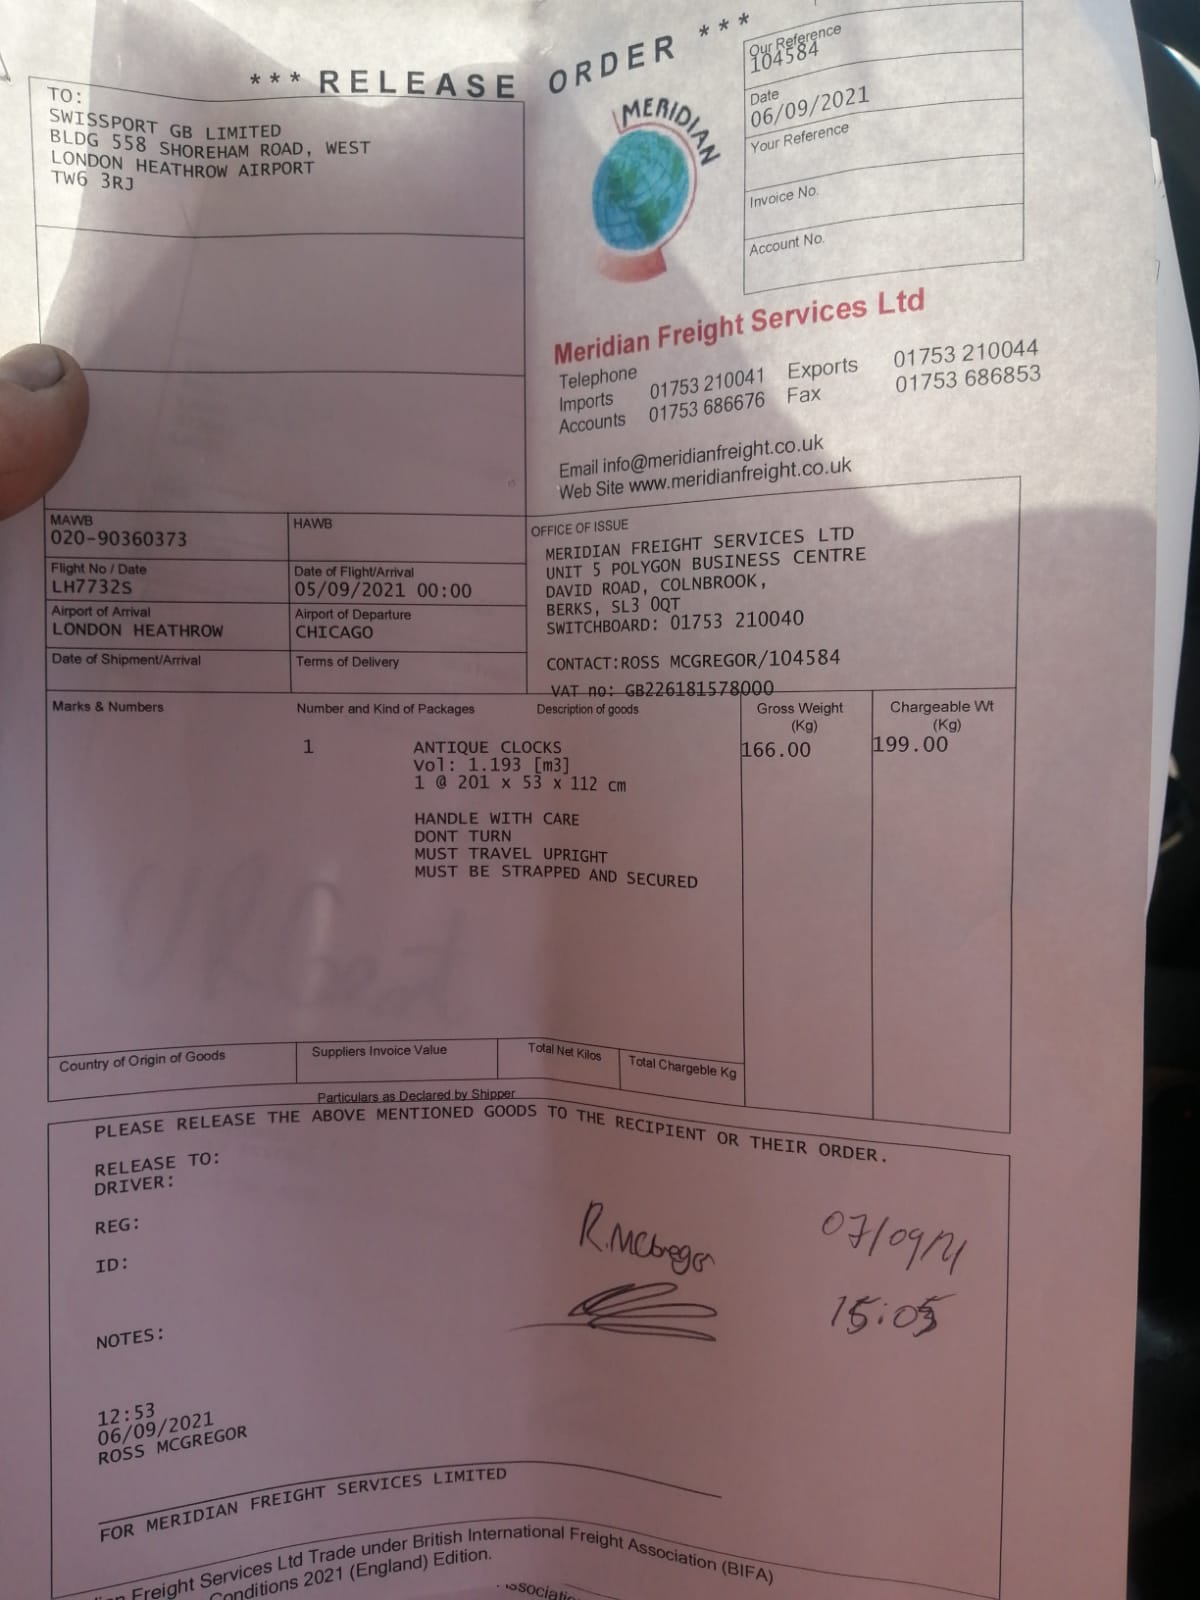 *** RELEASE ORDER ***
TO:
SWISSPORT GB LIMITED
BLDG 558 SHOREHAM ROAD, WEST
LONDON HEATHROW AIRPORT
TW6 3RJ
MERIDIAN
Our Reference
104584
Date
06/09/2021
Your Reference
Invoice No.
Account No.
Meridian Freight Services Ltd
Telephone
Imports 01753 210041 Exports 01753 210044
Accounts 01753 686676 Fax 01753 686853
Email info@meridianfreight.co.uk
Web Site www.meridianfreight.co.uk
MAWB
020-90360373
HAWB
Flight No / Date
LH7732S
Date of Flight/Arrival
05/09/2021 00:00
Airport of Arrival
LONDON HEATHROW
Airport of Departure
CHICAGO
Date of Shipment/Arrival
Terms of Delivery
OFFICE OF ISSUE
MERIDIAN FREIGHT SERVICES LTD
UNIT 5 POLYGON BUSINESS CENTRE
DAVID ROAD, COLNBROOK,
BERKS, SL3 0QT
SWITCHBOARD: 01753 210040
CONTACT:ROSS MCGREGOR/104584
VAT no: GB226181578000
Marks & Numbers
Number and Kind of Packages
Description of goods
Gross Weight
(Kg)
Chargeable Wt
(Kg)
1
ANTIQUE CLOCKS
166.00
199.00
Vol: 1.193 [m3]
1 @ 201 x 53 x 112 cm
HANDLE WITH CARE
DONT TURN
MUST TRAVEL UPRIGHT
MUST BE STRAPPED AND SECURED
Country of Origin of Goods
Suppliers Invoice Value
Total Net Kilos
Total Chargeble Kg
Particulars as Declared by Shipper
PLEASE RELEASE THE ABOVE MENTIONED GOODS TO THE RECIPIENT OR THEIR ORDER.
RELEASE TO:
DRIVER:
REG:
ID:
R.McGregor
07/09/21
15:05
NOTES:
12:53
06/09/2021
ROSS MCGREGOR
FOR MERIDIAN FREIGHT SERVICES LIMITED
Freight Services Ltd Trade under British International Freight Association (BIFA)
Conditions 2021 (England) Edition.